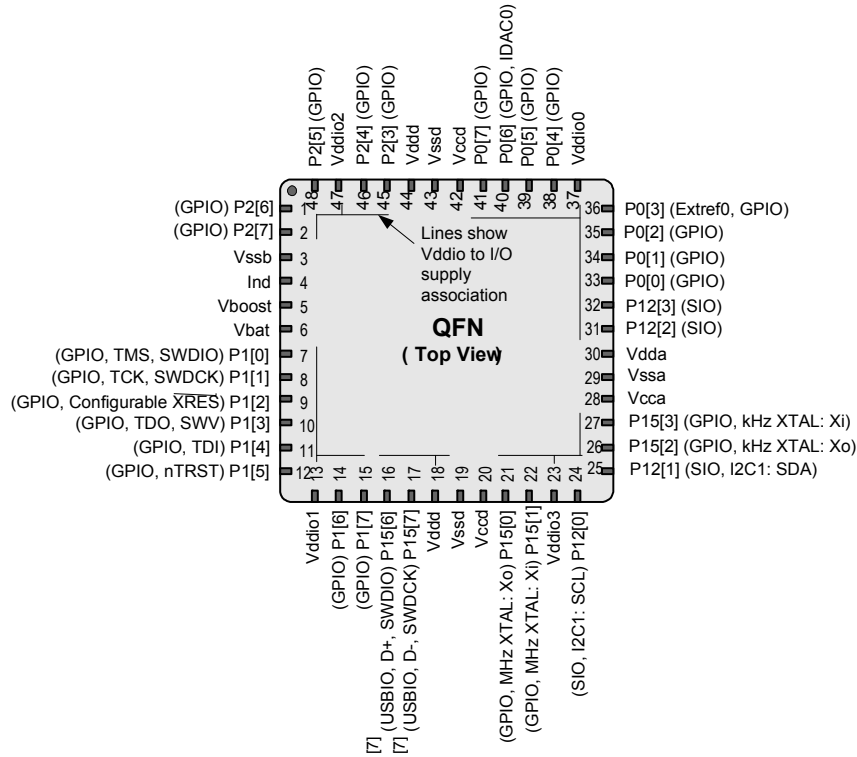 P2[5] (GPIO)
Vddio2
P2[4] (GPIO)
P2[3] (GPIO)
Vddd
Vssd
Vccd
P0[7] (GPIO)
P0[6] (GPIO, IDAC0)
P0[5] (GPIO)
P0[4] (GPIO)
Vddio0
48
47
46
45
44
43
42
41
40
39
38
37
(GPIO) P2[6] 1
(GPIO) P2[7] 2
Vssb 3
Ind 4
Vboost 5
Vbat 6
(GPIO, TMS, SWDIO) P1[0] 7
(GPIO, TCK, SWDCK) P1[1] 8
(GPIO, Configurable XRES) P1[2] 9
(GPIO, TDO, SWV) P1[3] 10
(GPIO, TDI) P1[4] 11
(GPIO, nTRST) P1[5] 12
Lines show
Vddio to I/O
supply
association
QFN
( Top View)
36 P0[3] (Extref0, GPIO)
35 P0[2] (GPIO)
34 P0[1] (GPIO)
33 P0[0] (GPIO)
32 P12[3] (SIO)
31 P12[2] (SIO)
30 Vdda
29 Vssa
28 Vcca
27 P15[3] (GPIO, kHz XTAL: Xi)
26 P15[2] (GPIO, kHz XTAL: Xo)
25 P12[1] (SIO, I2C1: SDA)
13
14
15
16
17
18
19
20
21
22
23
24
Vddio1
(GPIO) P1[6]
(GPIO) P1[7]
[7] (USBIO, D+, SWDIO) P15[6]
[7] (USBIO, D-, SWDCK) P15[7]
Vddd
Vssd
Vccd
(GPIO, MHz XTAL: Xo) P15[0]
(GPIO, MHz XTAL: Xi) P15[1]
Vddio3
(SIO, I2C1: SCL) P12[0]